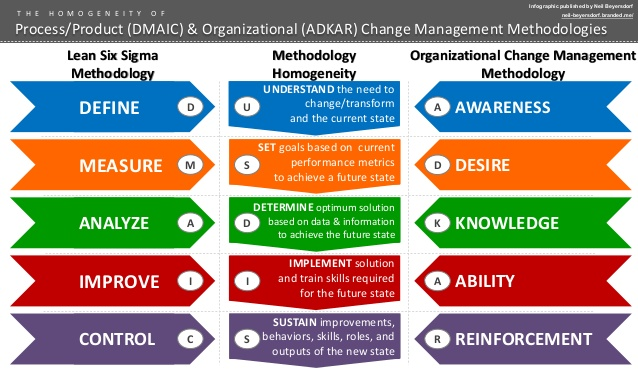 THE HOMOGENEITY OF
Infographic published by Neil Beyersdorf
neil-beyersdorf.branded.me/
Process/Product (DMAIC) & Organizational (ADKAR) Change Management Methodologies
Lean Six Sigma
Methodology
Methodology
Homogeneity
Organizational Change Management
Methodology
DEFINE D
U UNDERSTAND the need to
change/transform
and the current state
A AWARENESS
MEASURE M
S SET goals based on current
performance metrics
to achieve a future state
D DESIRE
ANALYZE A
D DETERMINE optimum solution
based on data & information
to achieve the future state
K KNOWLEDGE
IMPROVE I
I IMPLEMENT solution
and train skills required
for the future state
A ABILITY
CONTROL C
S SUSTAIN improvements,
behaviors, skills, roles, and
outputs of the new state
R REINFORCEMENT